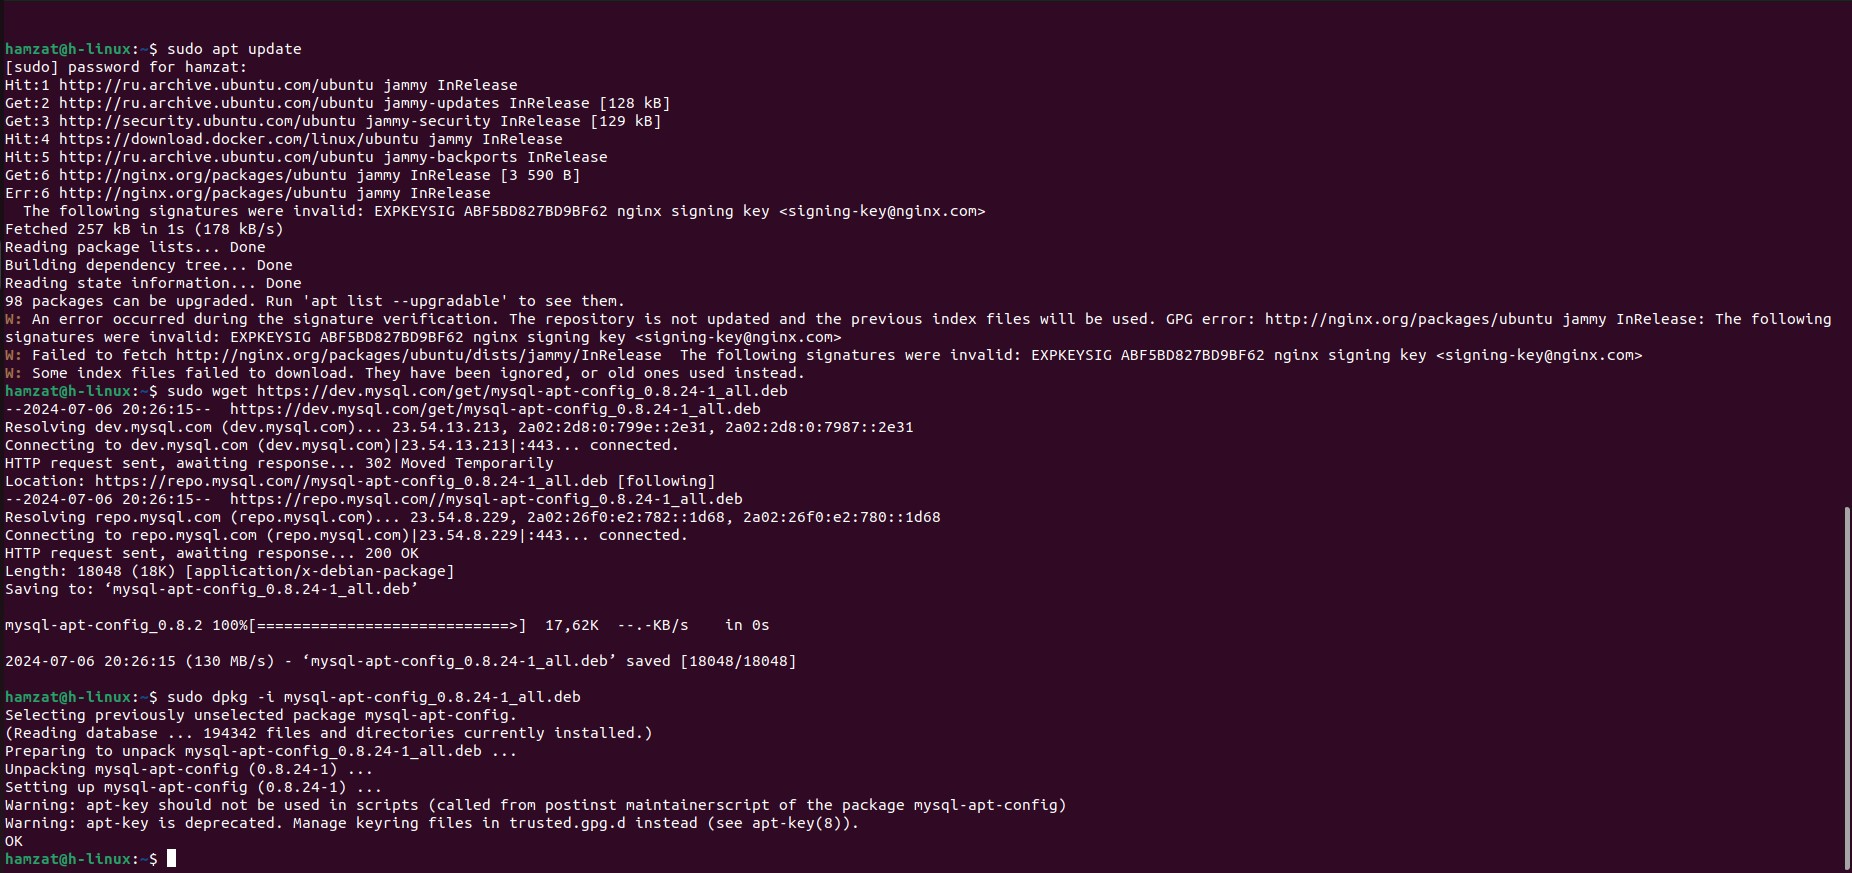 hamzat@h-linux:~$ sudo apt update
[sudo] password for hamzat:
Hit:1 http://ru.archive.ubuntu.com/ubuntu jammy InRelease
Get:2 http://ru.archive.ubuntu.com/ubuntu jammy-updates InRelease [128 kB]
Get:3 http://security.ubuntu.com/ubuntu jammy-security InRelease [129 kB]
Hit:4 https://download.docker.com/linux/ubuntu jammy InRelease
Hit:5 http://ru.archive.ubuntu.com/ubuntu jammy-backports InRelease
Get:6 http://nginx.org/packages/ubuntu jammy InRelease [3 590 B]
Err:6 http://nginx.org/packages/ubuntu jammy InRelease
  The following signatures were invalid: EXPKEYSIG ABF5BD827BD9BF62 nginx signing key <signing-key@nginx.com>
Fetched 257 kB in 1s (178 kB/s)
Reading package lists... Done
Building dependency tree... Done
Reading state information... Done
98 packages can be upgraded. Run 'apt list --upgradable' to see them.
W: An error occurred during the signature verification. The repository is not updated and the previous index files will be used. GPG error: http://nginx.org/packages/ubuntu jammy InRelease: The following
signatures were invalid: EXPKEYSIG ABF5BD827BD9BF62 nginx signing key <signing-key@nginx.com>
W: Failed to fetch http://nginx.org/packages/ubuntu/dists/jammy/InRelease  The following signatures were invalid: EXPKEYSIG ABF5BD827BD9BF62 nginx signing key <signing-key@nginx.com>
W: Some index files failed to download. They have been ignored, or old ones used instead.
hamzat@h-linux:~$ sudo wget https://dev.mysql.com/get/mysql-apt-config_0.8.24-1_all.deb
--2024-07-06 20:26:15--  https://dev.mysql.com/get/mysql-apt-config_0.8.24-1_all.deb
Resolving dev.mysql.com (dev.mysql.com)... 23.54.13.213, 2a02:2d8:0:799e::2e31, 2a02:2d8:0:7987::2e31
Connecting to dev.mysql.com (dev.mysql.com)|23.54.13.213|:443... connected.
HTTP request sent, awaiting response... 302 Moved Temporarily
Location: https://repo.mysql.com//mysql-apt-config_0.8.24-1_all.deb [following]
--2024-07-06 20:26:15--  https://repo.mysql.com//mysql-apt-config_0.8.24-1_all.deb
Resolving repo.mysql.com (repo.mysql.com)... 23.54.8.229, 2a02:26f0:e2:782::1d68, 2a02:26f0:e2:780::1d68
Connecting to repo.mysql.com (repo.mysql.com)|23.54.8.229|:443... connected.
HTTP request sent, awaiting response... 200 OK
Length: 18048 (18K) [application/x-debian-package]
Saving to: ‘mysql-apt-config_0.8.24-1_all.deb’
mysql-apt-config_0.8.2 100%[============================>]  17,62K  --.-KB/s    in 0s
2024-07-06 20:26:15 (130 MB/s) - ‘mysql-apt-config_0.8.24-1_all.deb’ saved [18048/18048]
hamzat@h-linux:~$ sudo dpkg -i mysql-apt-config_0.8.24-1_all.deb
Selecting previously unselected package mysql-apt-config.
(Reading database ... 194342 files and directories currently installed.)
Preparing to unpack mysql-apt-config_0.8.24-1_all.deb ...
Unpacking mysql-apt-config (0.8.24-1) ...
Setting up mysql-apt-config (0.8.24-1) ...
Warning: apt-key should not be used in scripts (called from postinst maintainerscript of the package mysql-apt-config)
Warning: apt-key is deprecated. Manage keyring files in trusted.gpg.d instead (see apt-key(8)).
OK
hamzat@h-linux:~$